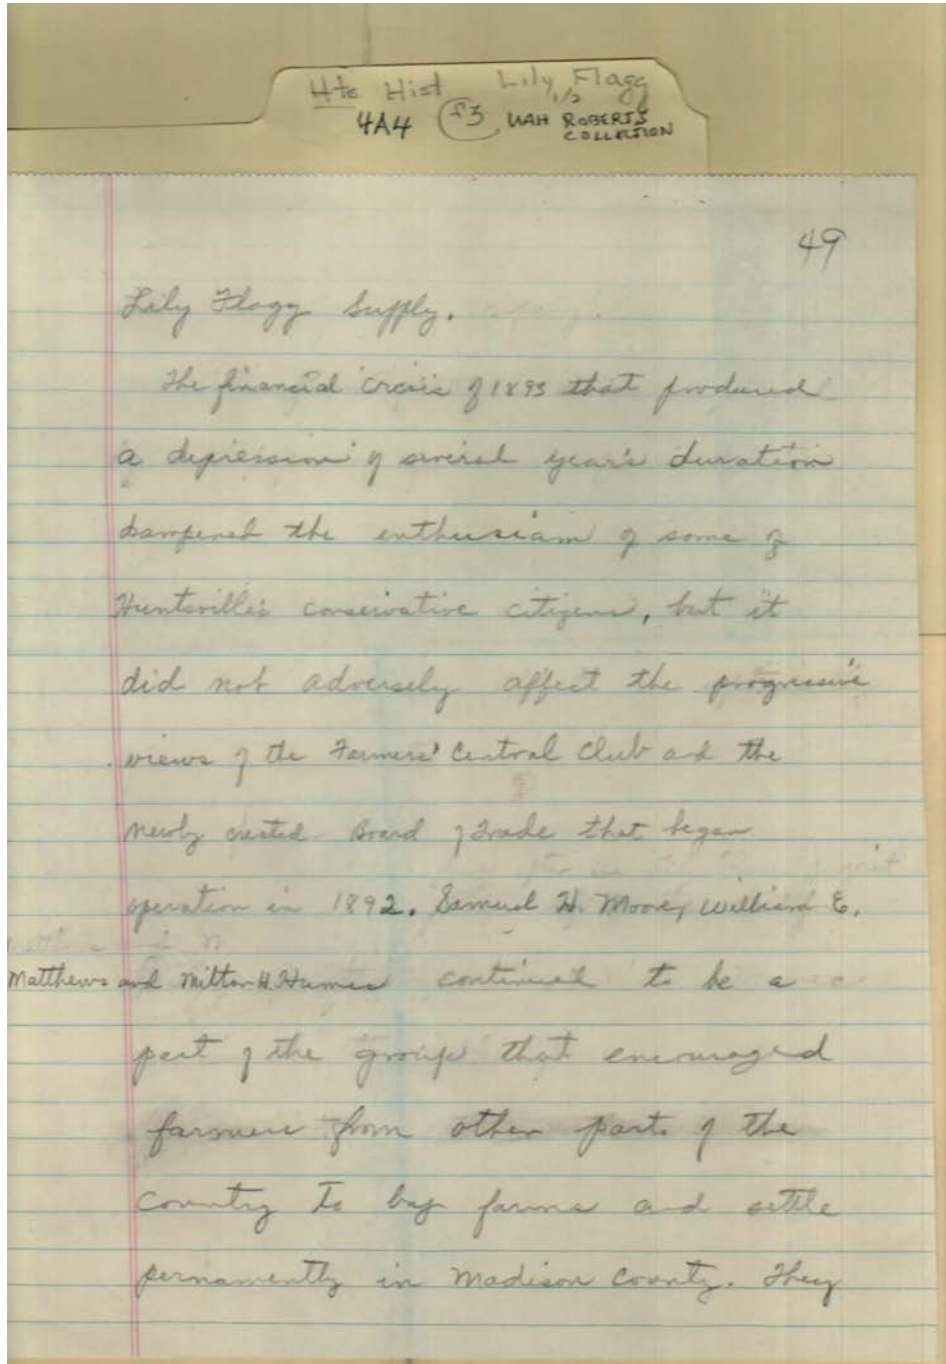 Hts Hist Lily Flagg
1/2
4A4 f3 UAH ROBERTS
COLLECTION
49
Lily Flagg Supply.
The financial crisis of 1893 that produced
a depression of several year's duration
dampened the enthusiasm of some of
Huntsville's conservative citizens, but it
did not adversely affect the progressive
views of the Farmers' Central Club and the
newly created Board of Trade that began
operation in 1892. Samuel H. Moore, William E.
Matthews and Milton H. Humes continued to be a
part of the group that encouraged
farmers from other parts of the
country to buy farms and settle
pernamently in Madison County. They